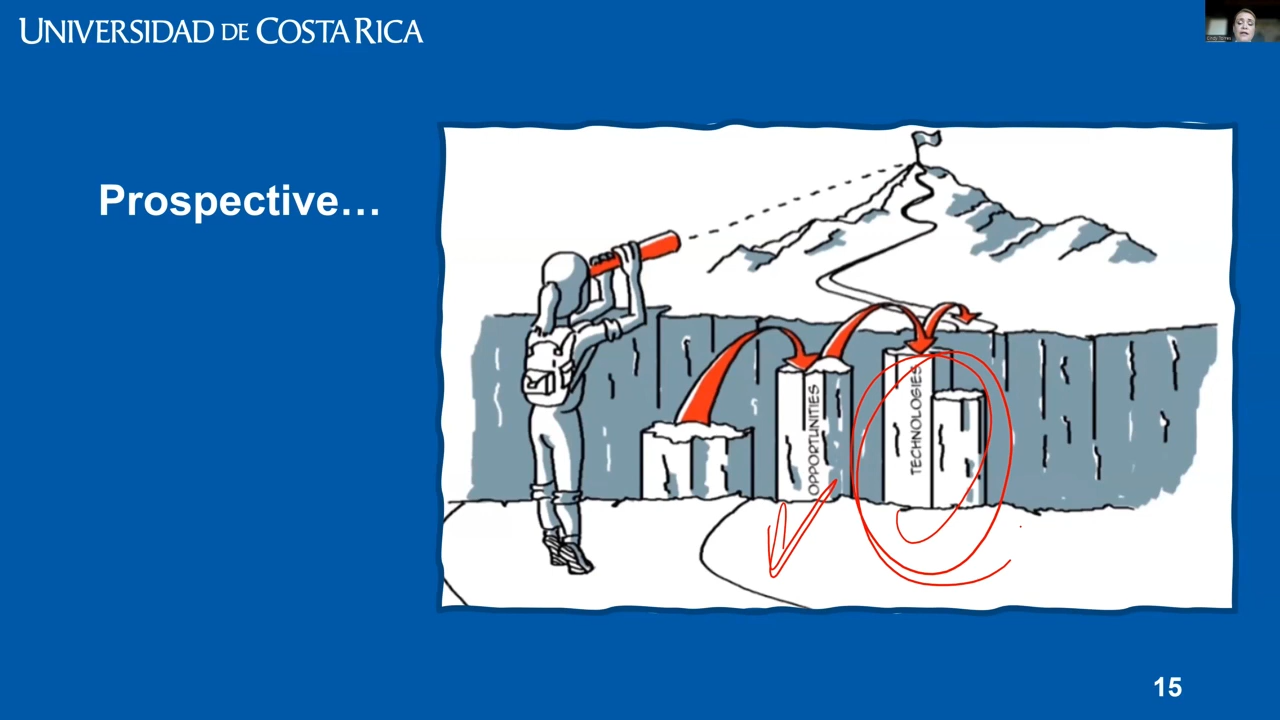 UNIVERSIDAD DE COSTA RICA
Prospective…
OPPORTUNITIES
TECHNOLOGIES
15